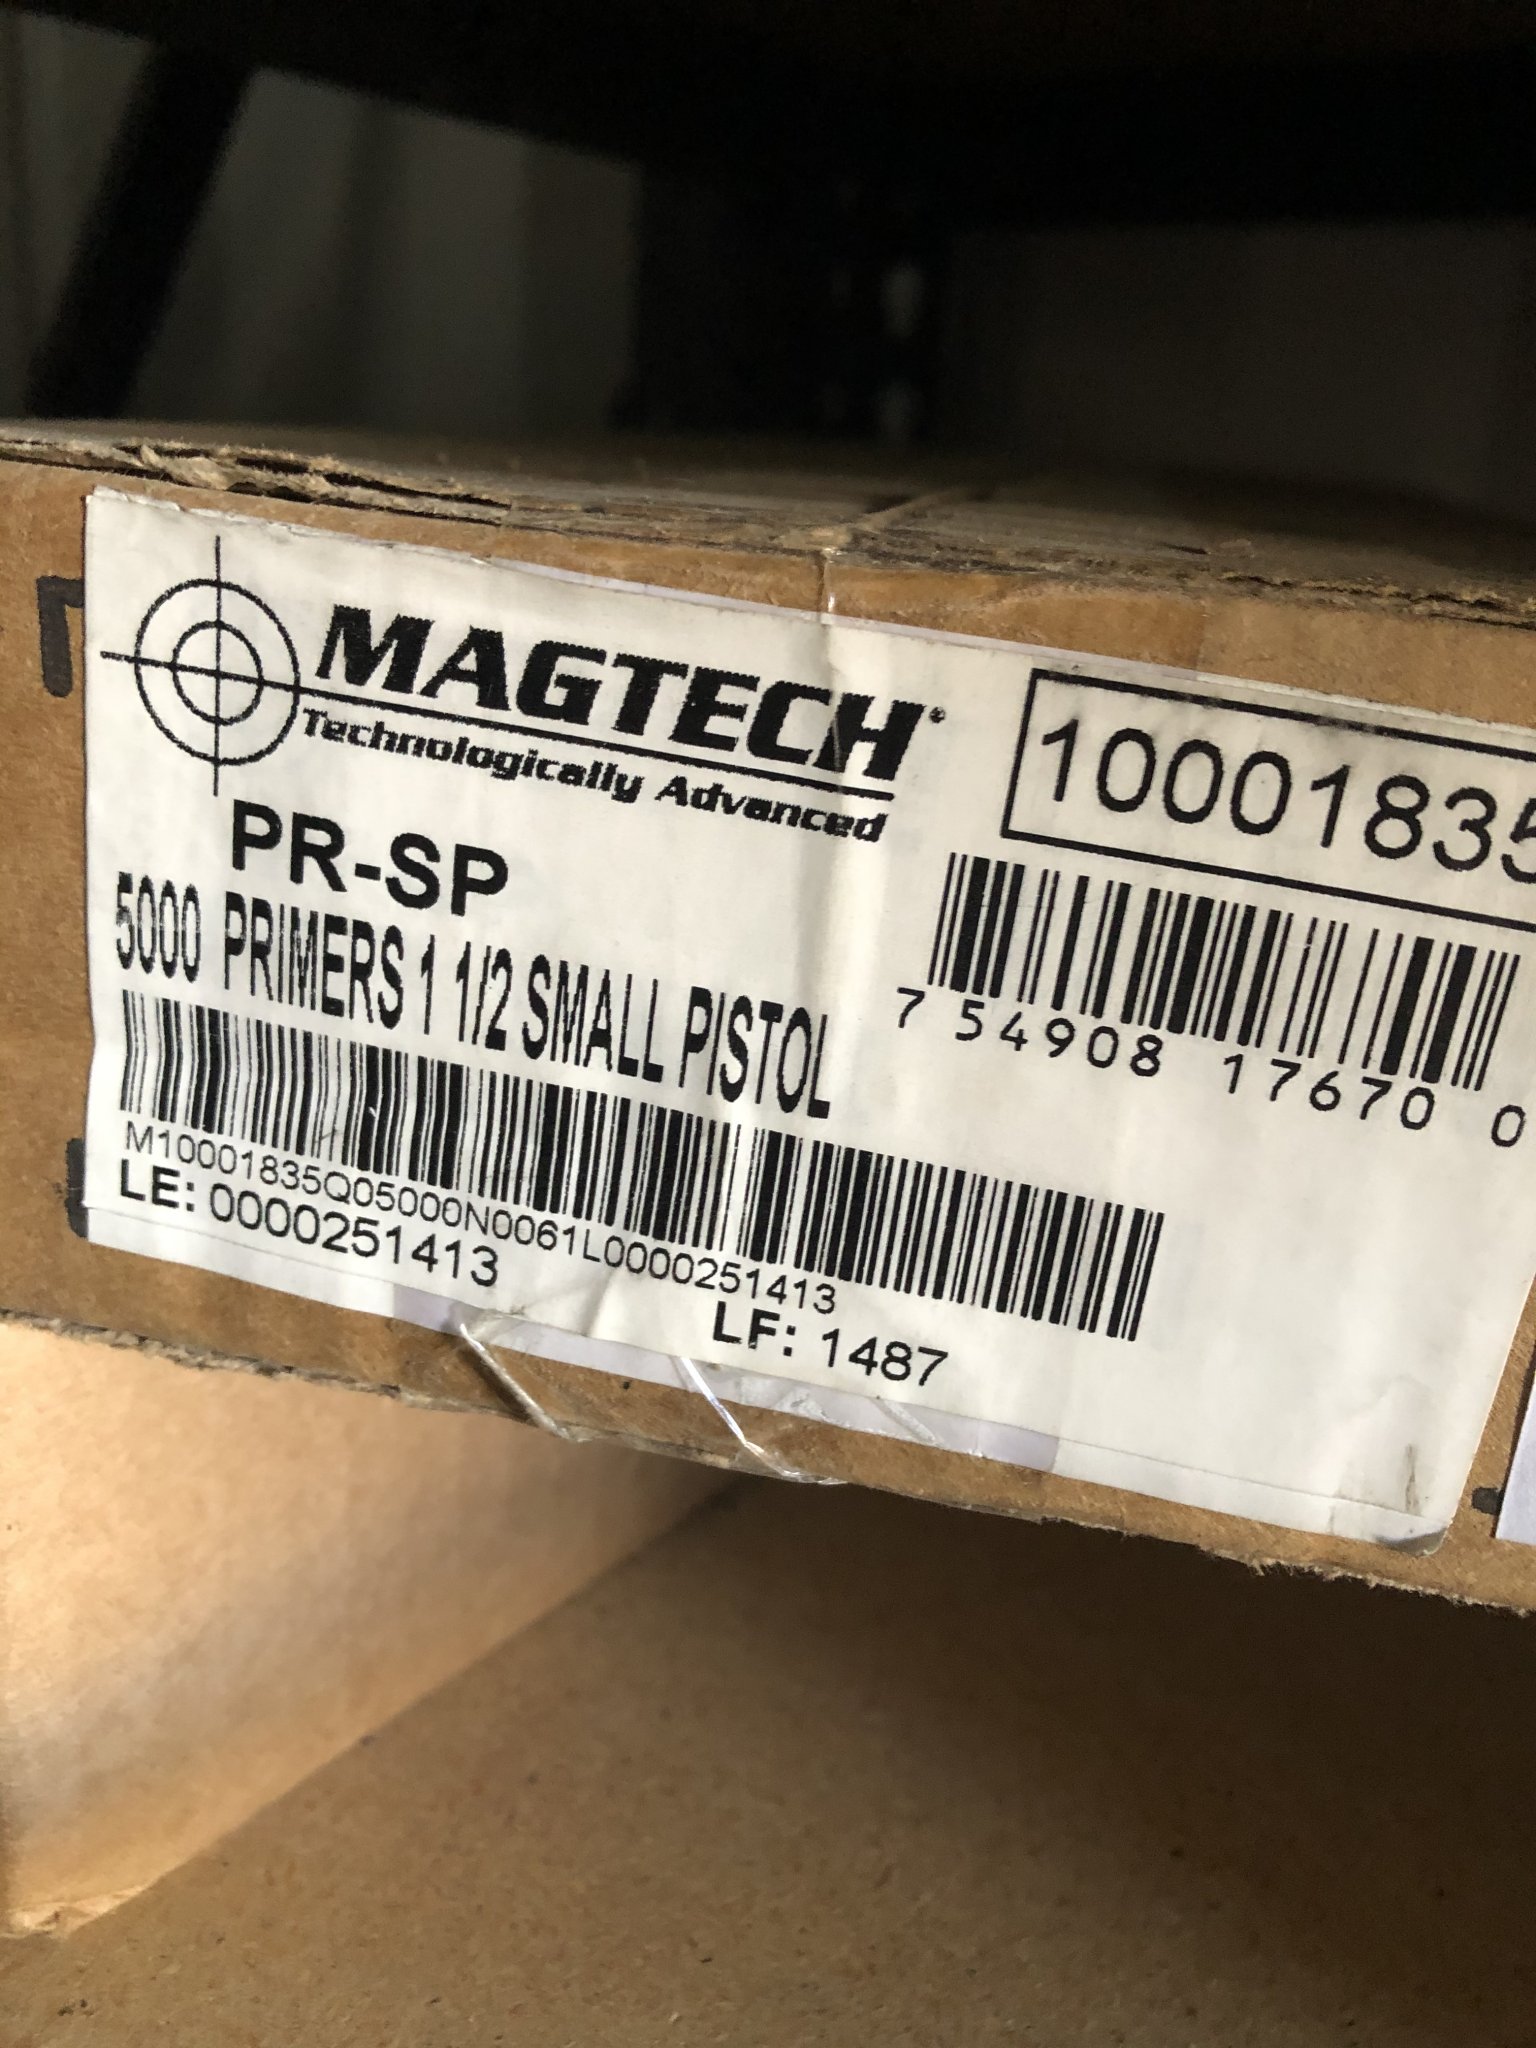 MAGTECH
Technologically Advanced
PR-SP
5000 PRIMERS 1 1/2 SMALL PISTOL
M10001835Q05000N0061L0000251413
LE: 0000251413
LF: 1487
10001835
7 54908 17670 0